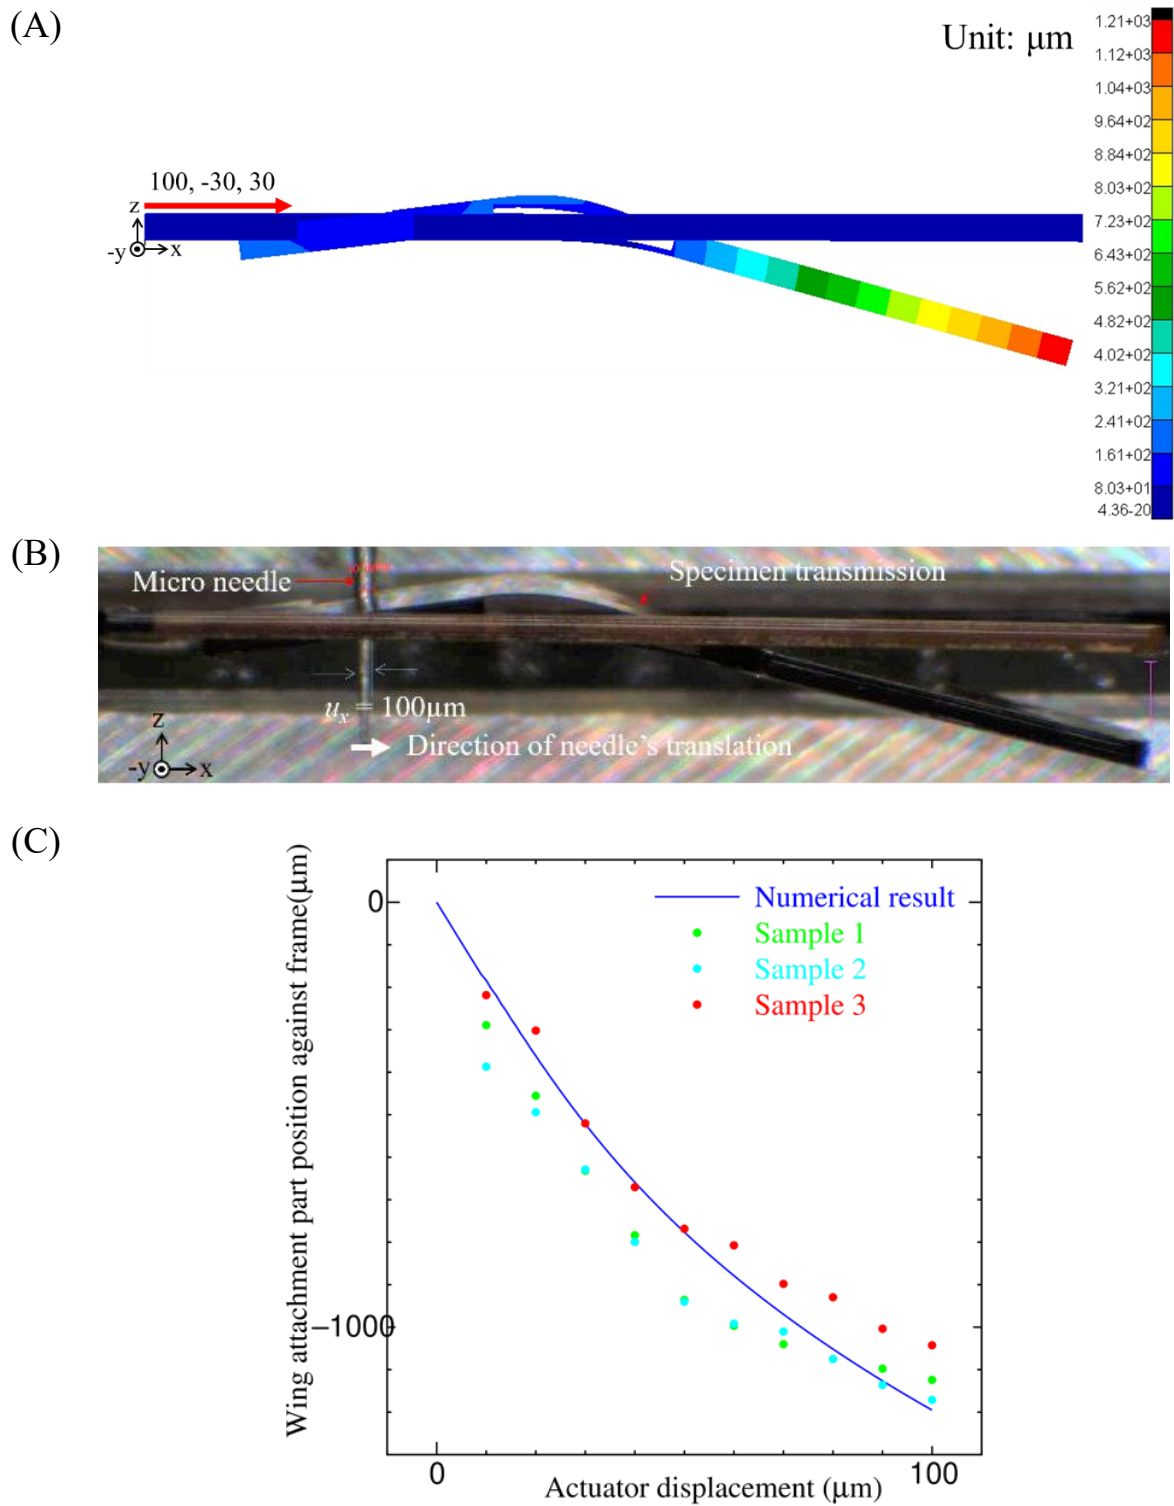 (A)
Unit: μm
1.21+03
1.12+03
1.04+03
9.64+02
8.84+02
8.03+02
7.23+02
6.43+02
5.62+02
4.82+02
4.02+02
3.21+02
2.41+02
1.61+02
8.03+01
4.36-20
100, -30, 30
z
-y
x
(B)
Micro needle
Specimen transmission
uₓ = 100μm
Direction of needle's translation
z
-y
x
(C)
Wing attachment part position against frame(μm)
0
−1000
Numerical result
Sample 1
Sample 2
Sample 3
0
100
Actuator displacement (μm)